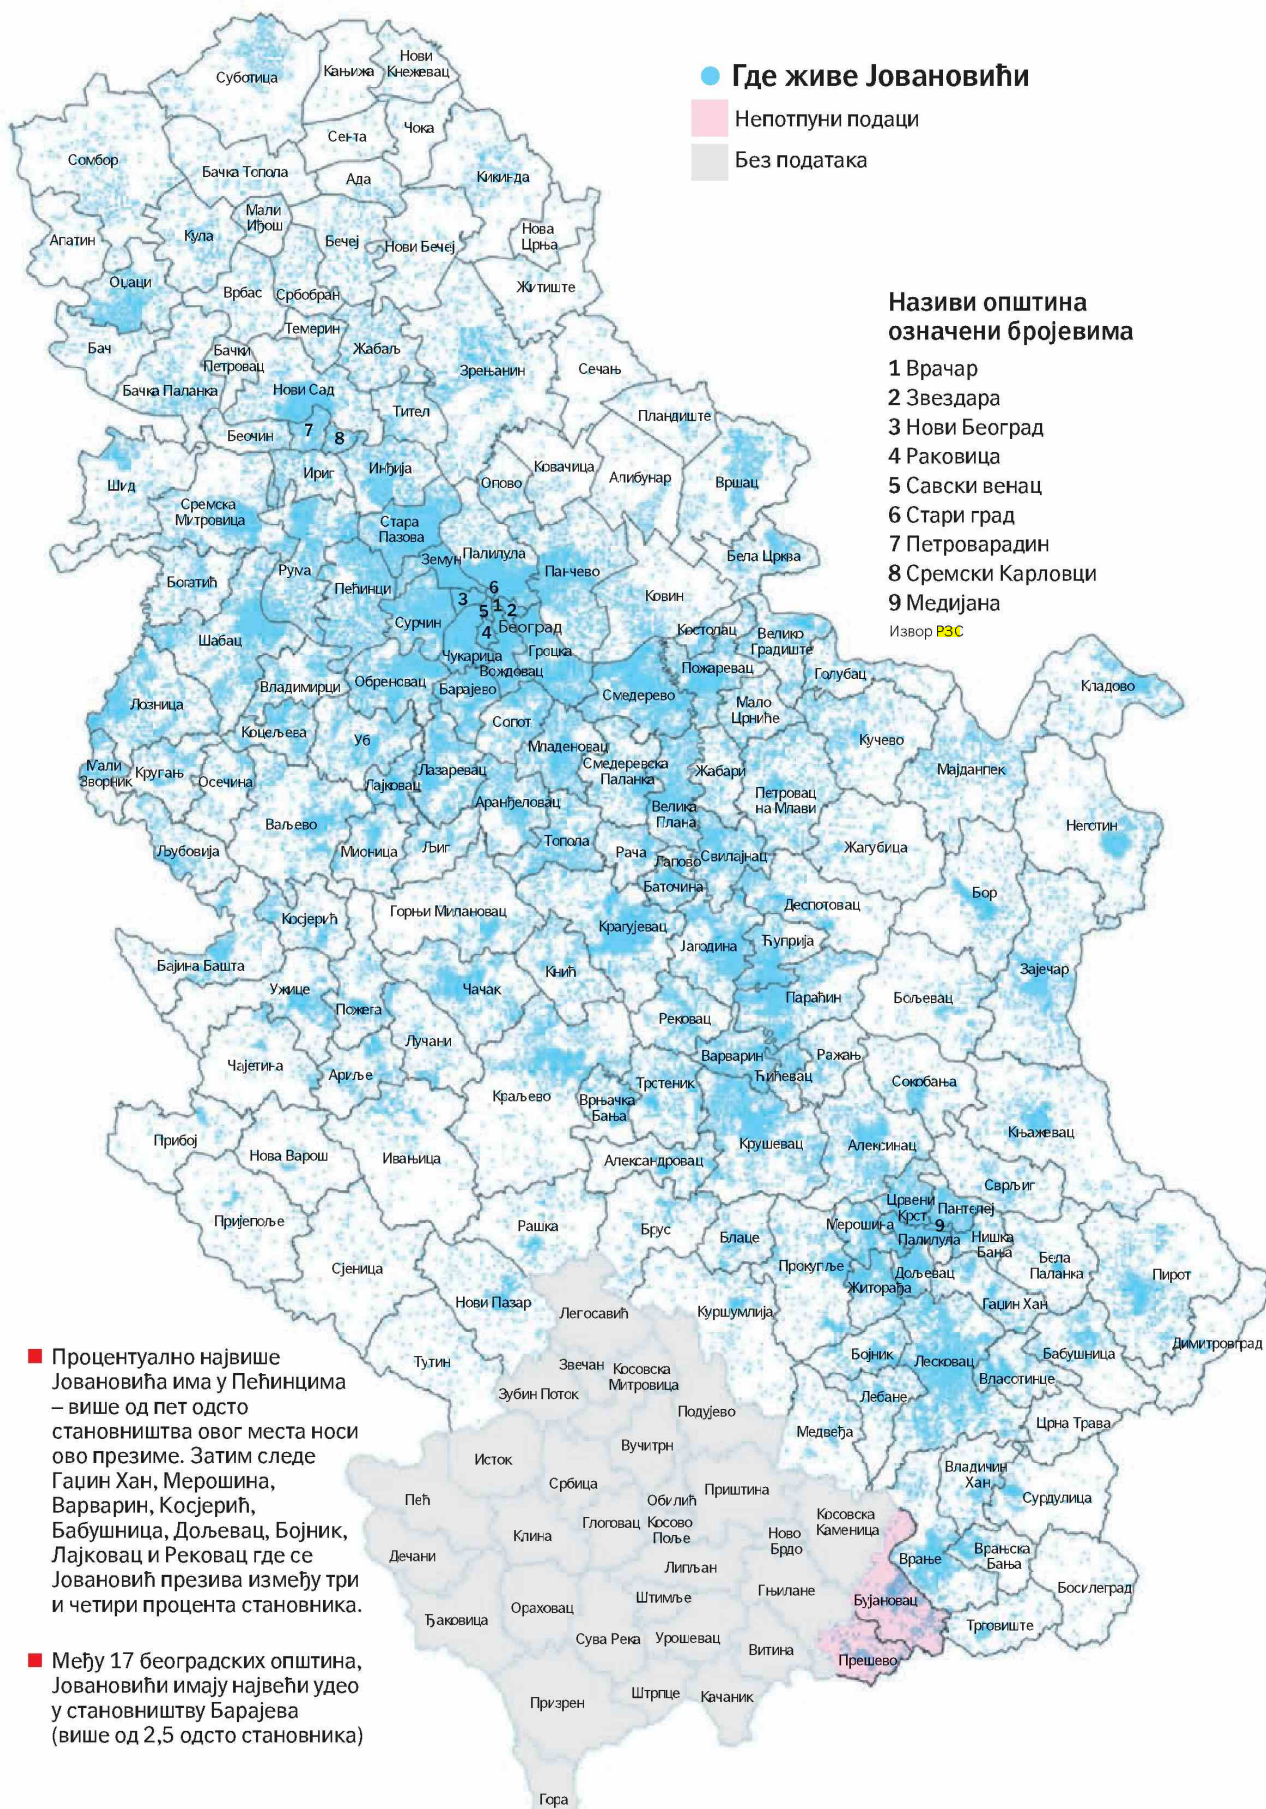 Где живе Јовановићи
Непотпуни подаци
Без података
Називи општина
означени бројевима
1 Врачар
2 Звездара
3 Нови Београд
4 Раковица
5 Савски венац
6 Стари град
7 Петроварадин
8 Сремски Карловци
9 Медијана
Извор РЗС
Суботица
Кањижа
Нови
Кнежевац
Сента
Чока
Сомбор
Бачка Топола
Ада
Кикинда
Мали
Иђош
Апатин
Кула
Бечеј
Нови Бечеј
Нова
Црња
Оџаци
Врбас
Србобран
Житиште
Темерин
Бач
Бачки
Петровац
Жабаљ
Зрењанин
Сечањ
Бачка Паланка
Нови Сад
Тител
Пландиште
Беочин
7
8
Шид
Ириг
Инђија
Опово
Ковачица
Алибунар
Вршац
Сремска
Митровица
Стара
Пазова
Земун
Палилула
Панчево
Бела Црква
Богатић
Рума
Пећинци
Ковин
6
3
1
5
2
Сурчин
4
Београд
Шабац
Костолац
Велико
Градиште
Чукарица
Гроцка
Вождовац
Пожаревац
Голубац
Владимирци
Обреновац
Барајево
Смедерево
Кладово
Лозница
Мало
Црниће
Коцељева
Уб
Сопот
Младеновац
Кучево
Мали
Зворник
Крупањ
Осечина
Лајковац
Лазаревац
Смедеревска
Паланка
Жабари
Мајданпек
Петровац
на Млави
Аранђеловац
Велика
Плана
Ваљево
Неготин
Љубовија
Мионица
Љиг
Топола
Рача
Лапово
Свилајнац
Жагубица
Баточина
Бор
Косјерић
Горњи Милановац
Деспотовац
Крагујевац
Јагодина
Ћуприја
Бајина Башта
Кнић
Зајечар
Ужице
Чачак
Пожега
Параћин
Бољевац
Рековац
Лучани
Чајетина
Ариље
Варварин
Ражањ
Ћићевац
Трстеник
Сокобања
Краљево
Врњачка
Бања
Прибој
Нова Варош
Ивањица
Крушевац
Алексинац
Књажевац
Александровац
Сврљиг
Црвени
Крст
Пантелеј
9
Пријепоље
Рашка
Брус
Блаце
Мерошина
Палилула
Нишка
Бања
Бела
Паланка
Сјеница
Прокупље
Дољевац
Житорађа
Пирот
Нови Пазар
Легосавић
Куршумлија
Гаџин Хан
Димитровград
Тутин
Звечан
Косовска
Митровица
Бојник
Лесковац
Бабушница
Зубин Поток
Лебане
Власотинце
Подујево
Медвеђа
Црна Трава
Вучитрн
Исток
Србица
Владичин
Хан
Сурдулица
Пећ
Обилић
Приштина
Косовска
Каменица
Клина
Глоговац
Косово
Поље
Ново
Брдо
Дечани
Липљан
Врање
Врањска
Бања
Гњилане
Босилеград
Штимље
Бујановац
Ђаковица
Ораховац
Сува Река
Урошевац
Витина
Трговиште
Прешево
Призрен
Штрпце
Качаник
Гора
Процентуално највише
Јовановића има у Пећинцима
– више од пет одсто
становништва овог места носи
ово презиме. Затим следе
Гаџин Хан, Мерошина,
Варварин, Косјерић,
Бабушница, Дољевац, Бојник,
Лајковац и Рековац где се
Јовановић презива између три
и четири процента становника.
Међу 17 београдских општина,
Јовановићи имају највећи удео
у становништву Барајева
(више од 2,5 одсто становника)